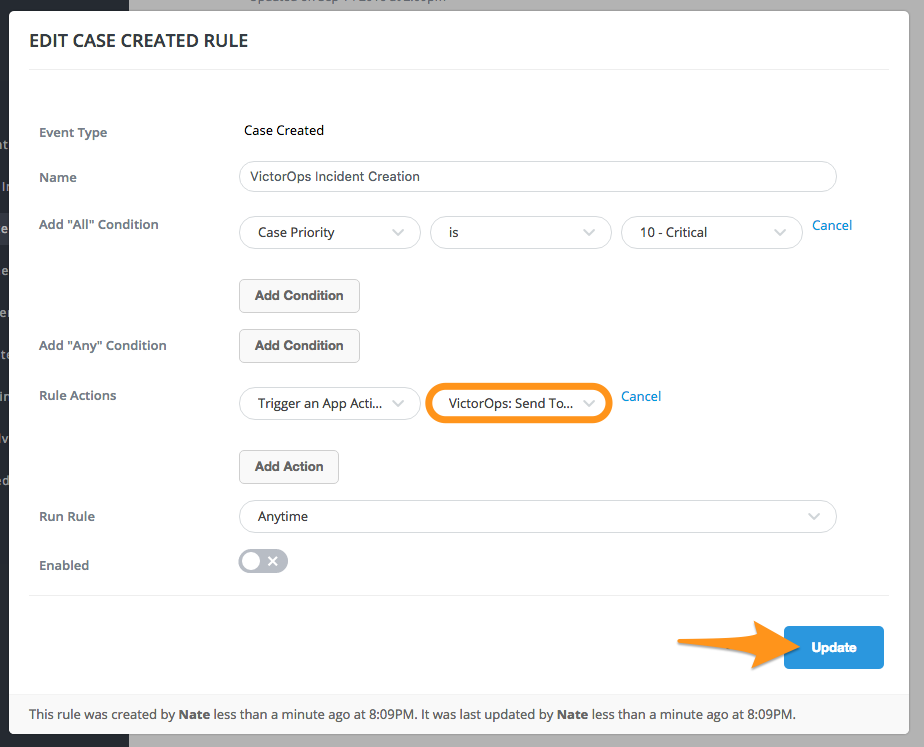 EDIT CASE CREATED RULE
Event Type Case Created
Name VictorOps Incident Creation
Add "All" Condition Case Priority is 10 - Critical Cancel
Add Condition
Add "Any" Condition Add Condition
Rule Actions Trigger an App Acti... VictorOps: Send To... Cancel
Add Action
Run Rule Anytime
Enabled
Update
This rule was created by Nate less than a minute ago at 8:09PM. It was last updated by Nate less than a minute ago at 8:09PM.